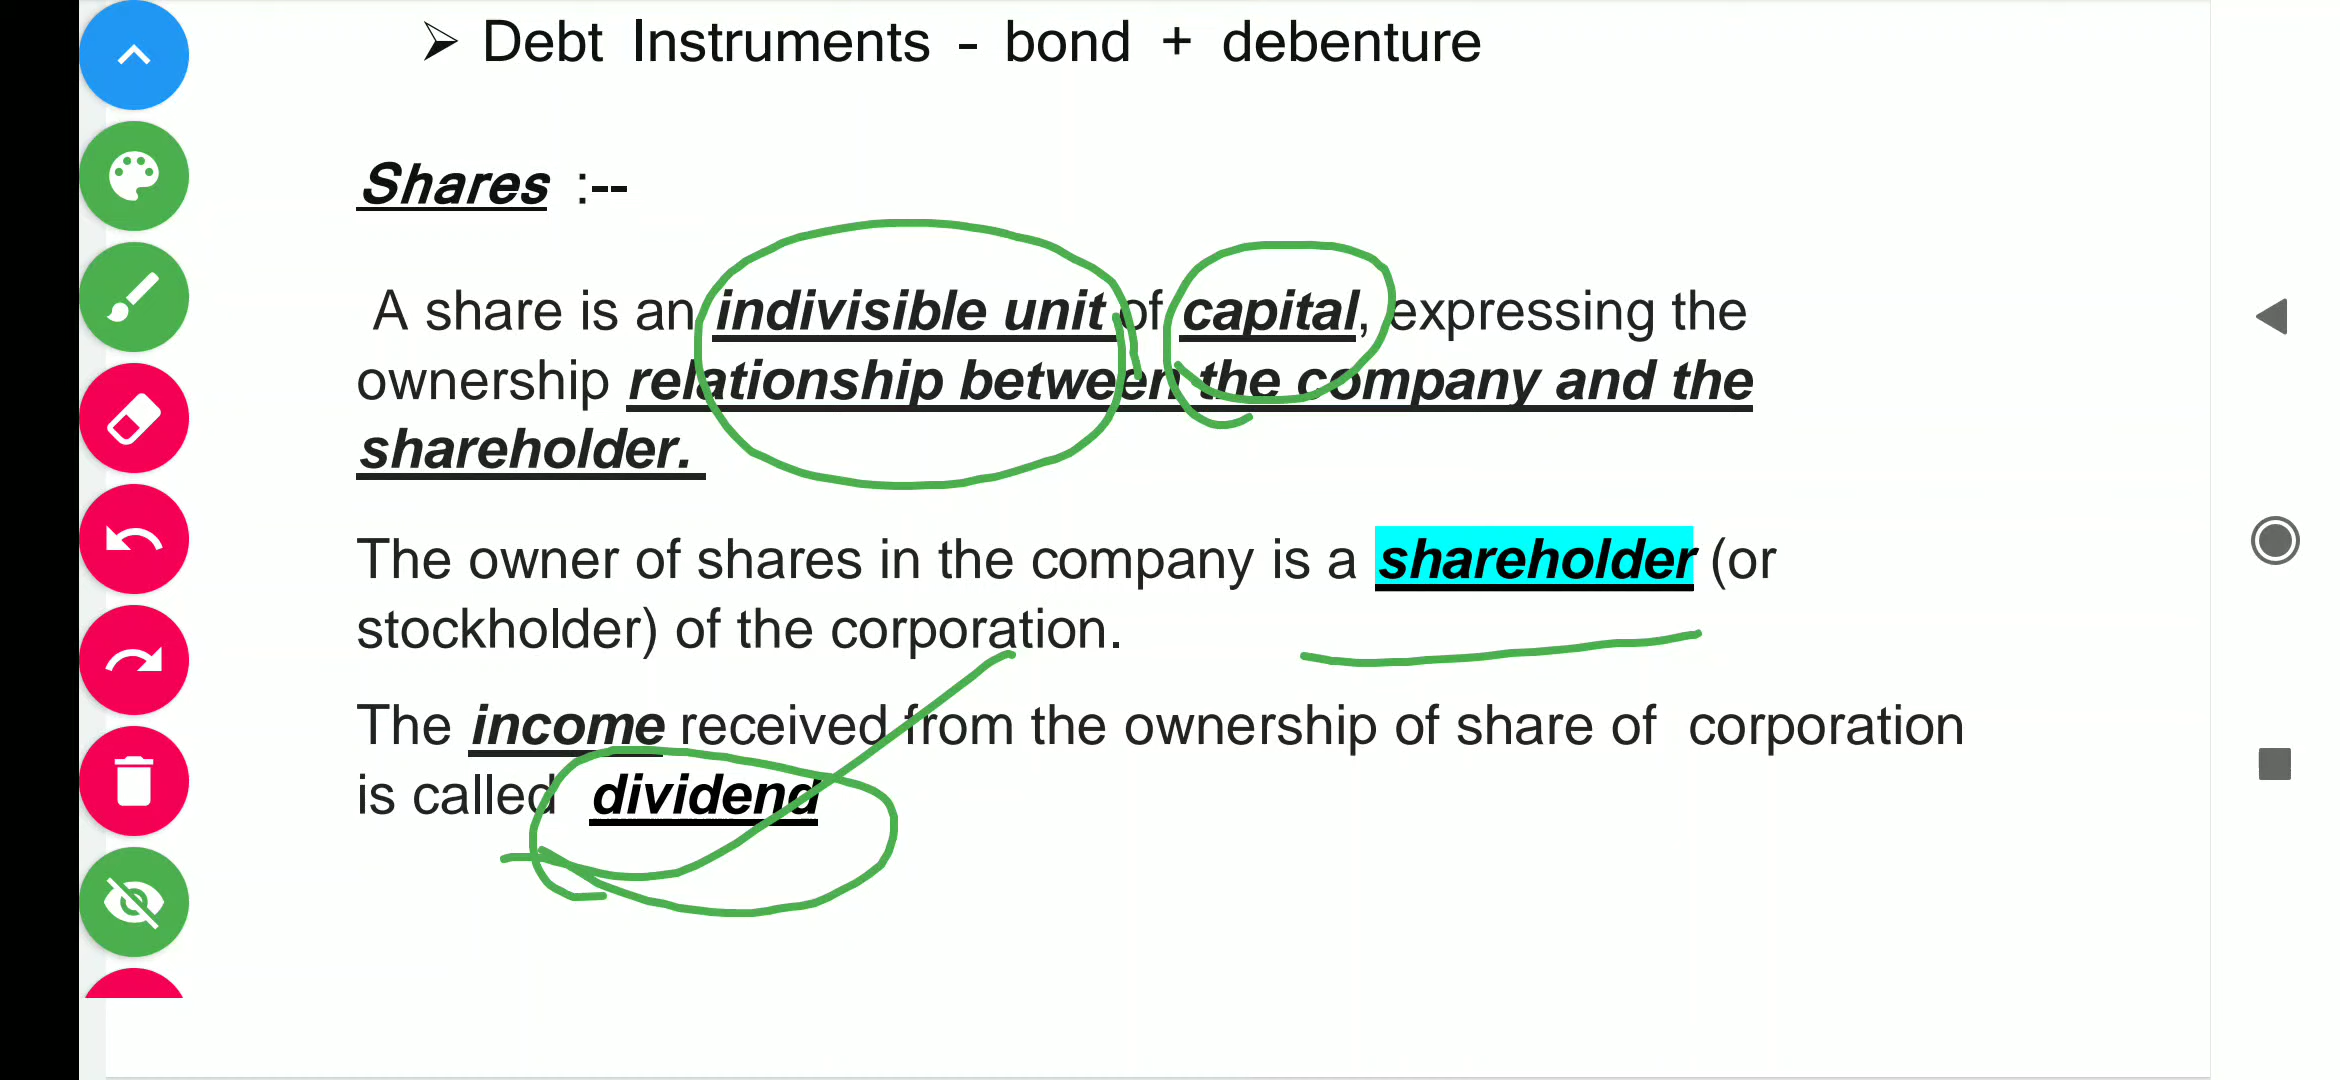 ➢ Debt Instruments - bond + debenture
Shares :--
A share is an indivisible unit of capital, expressing the
ownership relationship between the company and the
shareholder.
The owner of shares in the company is a shareholder (or
stockholder) of the corporation.
The income received from the ownership of share of corporation
is called dividend